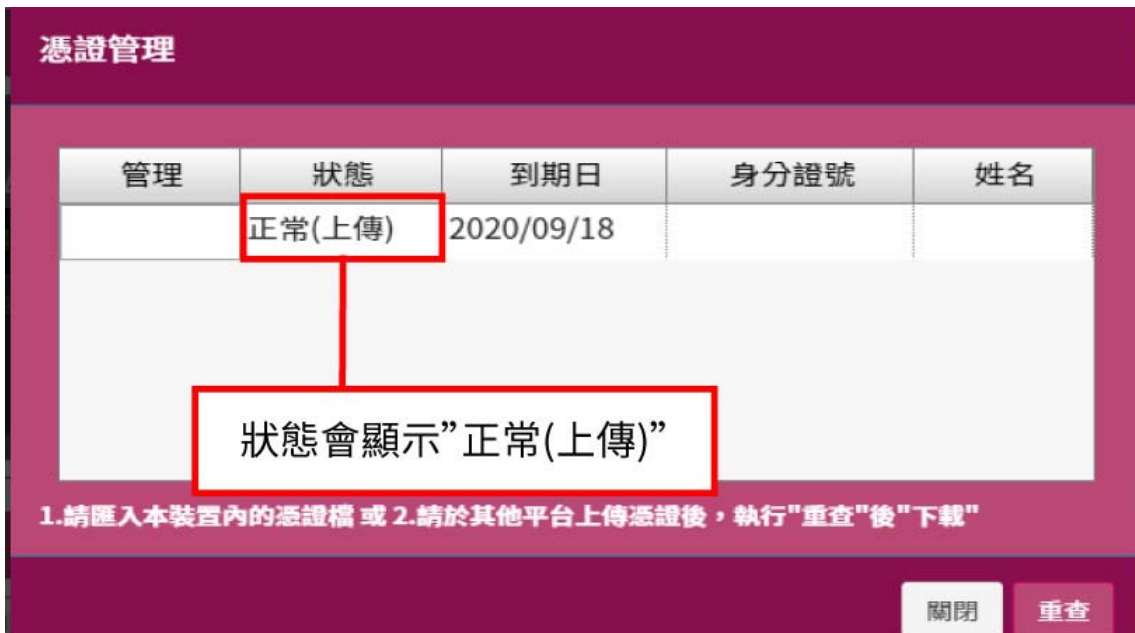 憑證管理
管理 狀態 到期日 身分證號 姓名
正常(上傳) 2020/09/18
狀態會顯示”正常(上傳)”
1.請匯入本裝置內的憑證檔 或 2.請於其他平台上傳憑證後，執行"重查"後"下載"
關閉 重查